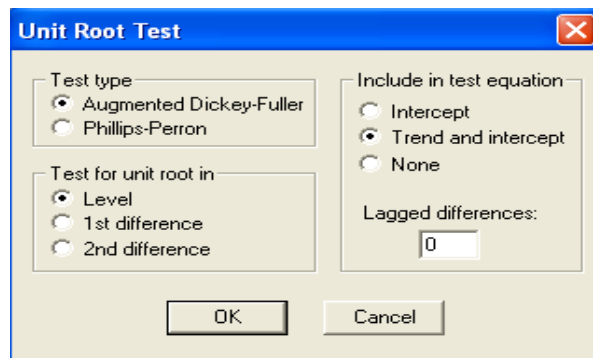 Unit Root Test
Test type
Augmented Dickey-Fuller
Phillips-Perron
Test for unit root in
Level
1st difference
2nd difference
Include in test equation
Intercept
Trend and intercept
None
Lagged differences:
0
OK
Cancel